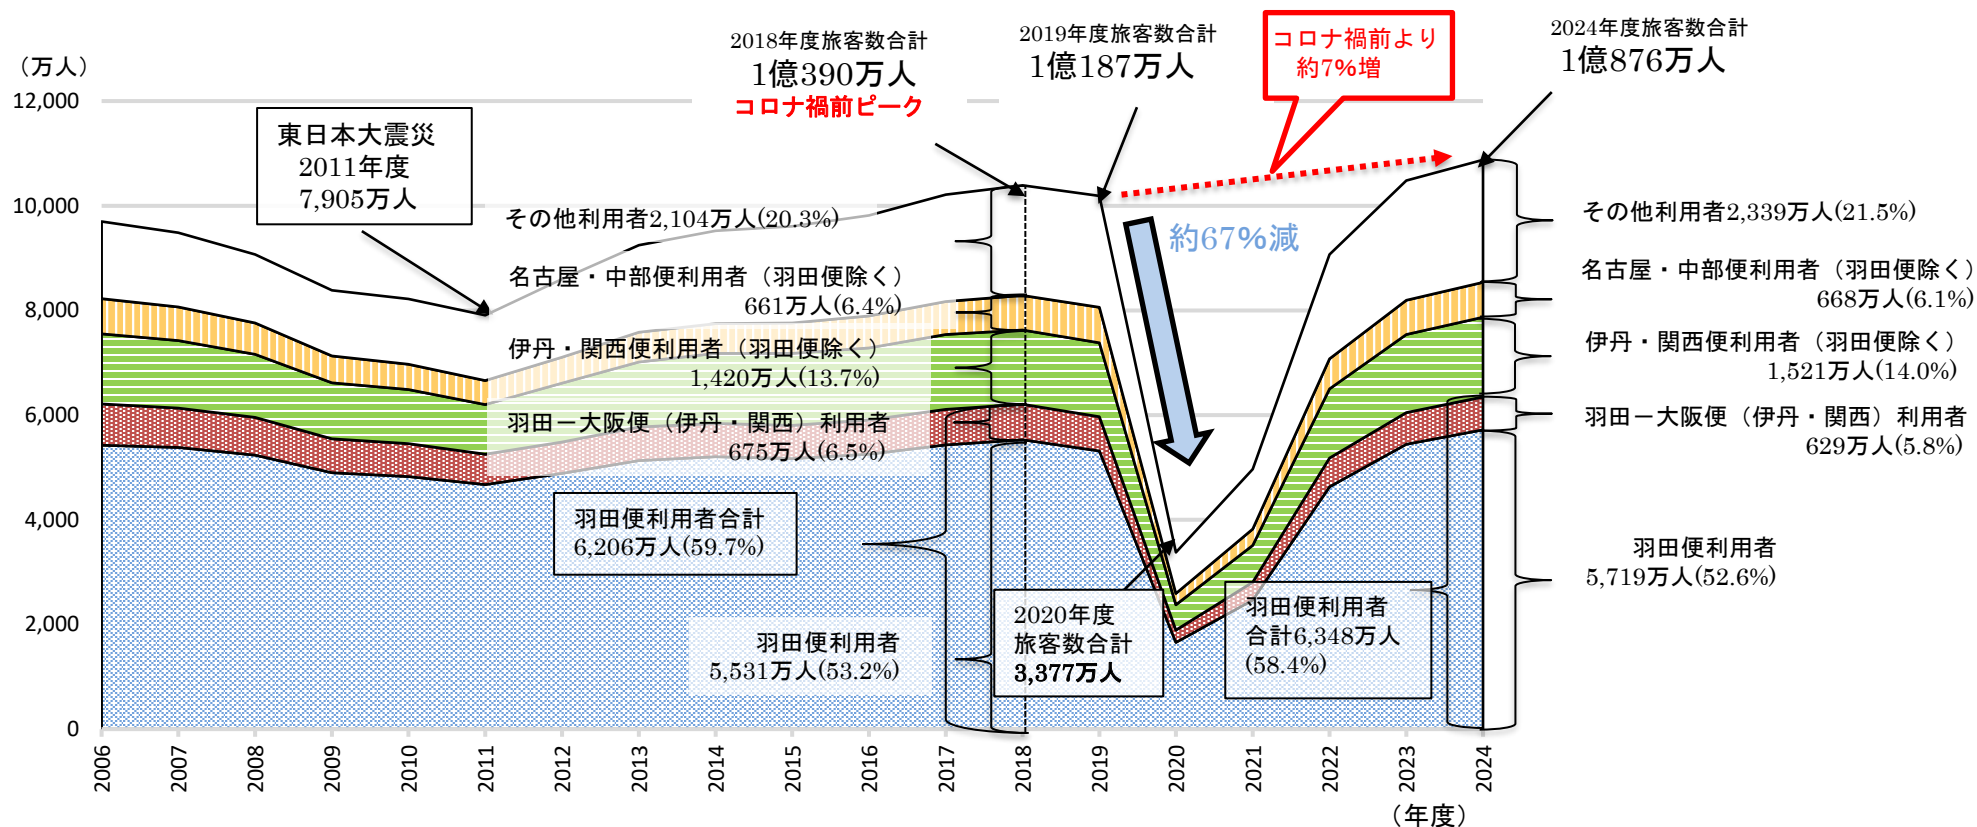 2018年度旅客数合計
1億390万人
コロナ禍前ピーク
2019年度旅客数合計
1億187万人
コロナ禍前より
約7%増
2024年度旅客数合計
1億876万人
（万人）
12,000
10,000
8,000
6,000
4,000
2,000
0
東日本大震災
2011年度
7,905万人
その他利用者2,104万人(20.3%)
名古屋・中部便利用者（羽田便除く）
661万人(6.4%)
伊丹・関西便利用者（羽田便除く）
1,420万人(13.7%)
羽田－大阪便（伊丹・関西）利用者
675万人(6.5%)
羽田便利用者合計
6,206万人(59.7%)
羽田便利用者
5,531万人(53.2%)
約67%減
2020年度
旅客数合計
3,377万人
羽田便利用者
合計6,348万人
(58.4%)
その他利用者2,339万人(21.5%)
名古屋・中部便利用者（羽田便除く）
668万人(6.1%)
伊丹・関西便利用者（羽田便除く）
1,521万人(14.0%)
羽田－大阪便（伊丹・関西）利用者
629万人(5.8%)
羽田便利用者
5,719万人(52.6%)
2006
2007
2008
2009
2010
2011
2012
2013
2014
2015
2016
2017
2018
2019
2020
2021
2022
2023
2024
（年度）